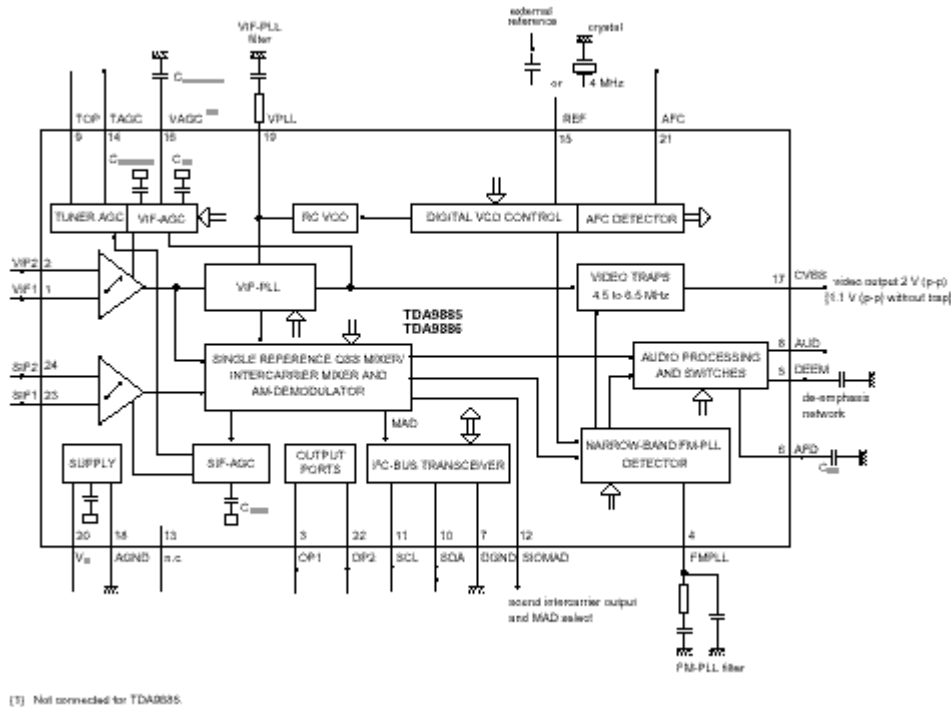 external
reference
crystal
VIF-PLL
filter
or
4 MHz
TOP
TAGC
VAGC
VPLL
REF
AFC
9
14
16
19
15
21
C
C
C
TUNER AGC
VIF-AGC
RC VCO
DIGITAL VCO CONTROL
AFC DETECTOR
VIF2
2
VIF1
1
VIF-PLL
VIDEO TRAPS
4.5 to 6.5 MHz
17
CVBS
video output 2 V (p-p)
[1.1 V (p-p) without trap]
TDA9885
TDA9886
SIF2
24
SIF1
23
SINGLE REFERENCE QSS MIXER/
INTERCARRIER MIXER AND
AM-DEMODULATOR
AUDIO PROCESSING
AND SWITCHES
8
AUD
5
DEEM
de-emphasis
network
MAD
SUPPLY
SIF-AGC
OUTPUT
PORTS
I²C-BUS TRANSCEIVER
NARROW-BAND FM-PLL
DETECTOR
6
AFD
C
C
20
18
13
3
22
11
10
7
12
4
AGND
n.c.
OP1
OP2
SCL
SDA
DGND
SIOMAD
FMPLL
sound intercarrier output
and MAD select
FM-PLL filter
[1] Not connected for TDA9885.